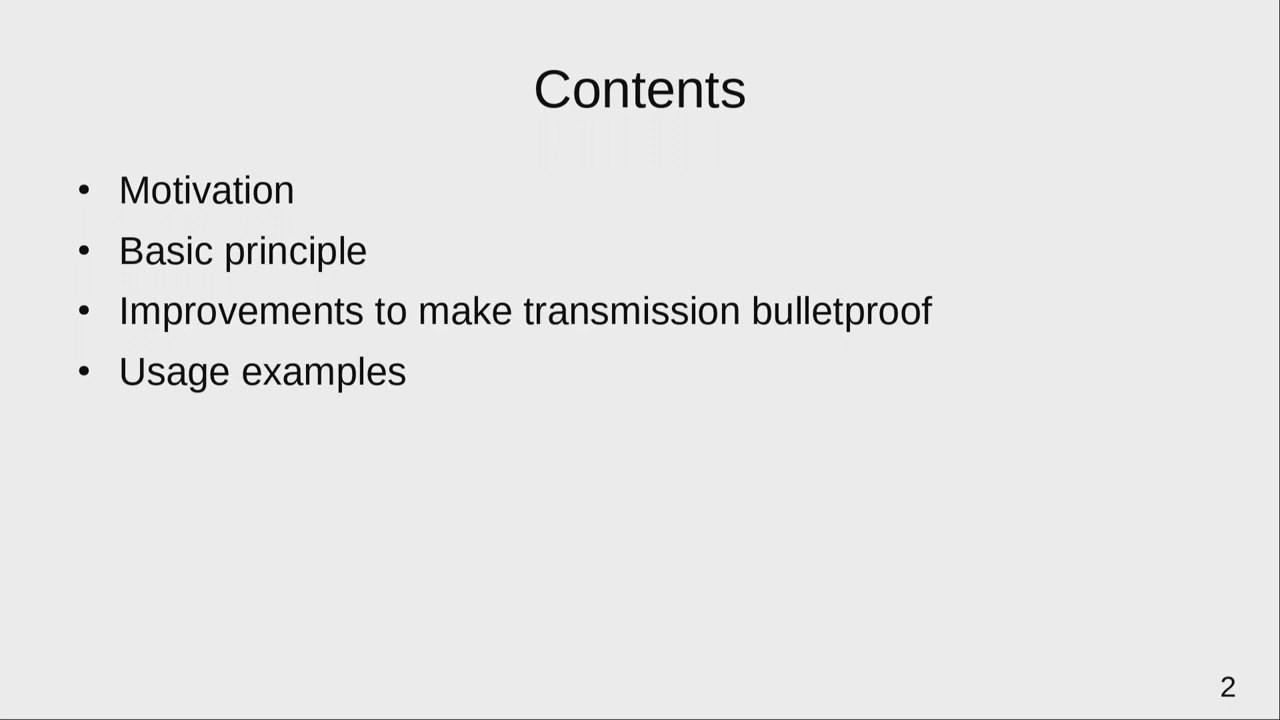 Contents
• Motivation
• Basic principle
• Improvements to make transmission bulletproof
• Usage examples
2